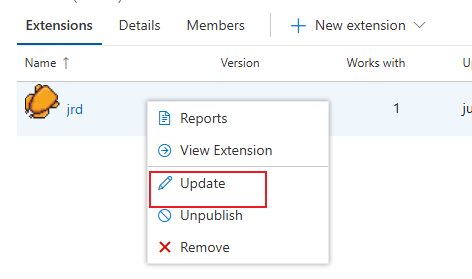 Extensions Details Members New extension
Name ↑ Version Works with
jrd 1 ju
Reports
View Extension
Update
Unpublish
Remove